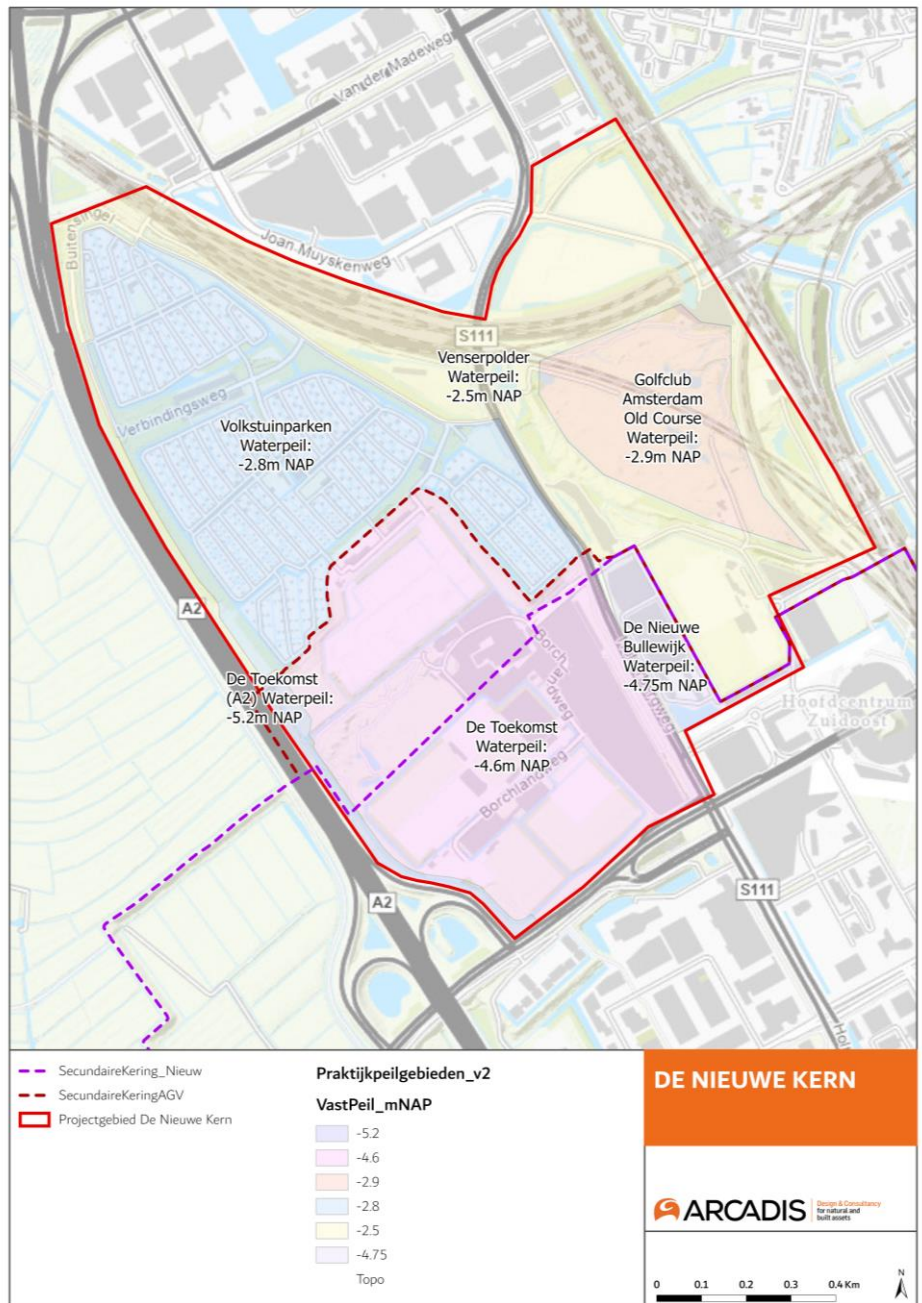 Van der Madeweg
Buitensingel
Joan Muyskenweg
S111
Venserpolder
Waterpeil:
-2.5m NAP
Golfclub
Amsterdam
Old Course
Waterpeil:
-2.9m NAP
Verbindingsweg
Volkstuinparken
Waterpeil:
-2.8m NAP
A2
De Nieuwe
Bullewijk
Waterpeil:
-4.75m NAP
De Toekomst
(A2) Waterpeil:
-5.2m NAP
Hoofdcentrum
Zuidoost
De Toekomst
Waterpeil:
-4.6m NAP
Borchlandweg
S111
A2
SecundaireKering_Nieuw
SecundaireKeringAGV
Projectgebied De Nieuwe Kern
Praktijkpeilgebieden_v2
VastPeil_mNAP
-5.2
-4.6
-2.9
-2.8
-2.5
-4.75
Topo
DE NIEUWE KERN
ARCADIS
Design & Consultancy
for natural and
built assets
N
0 0.1 0.2 0.3 0.4 Km